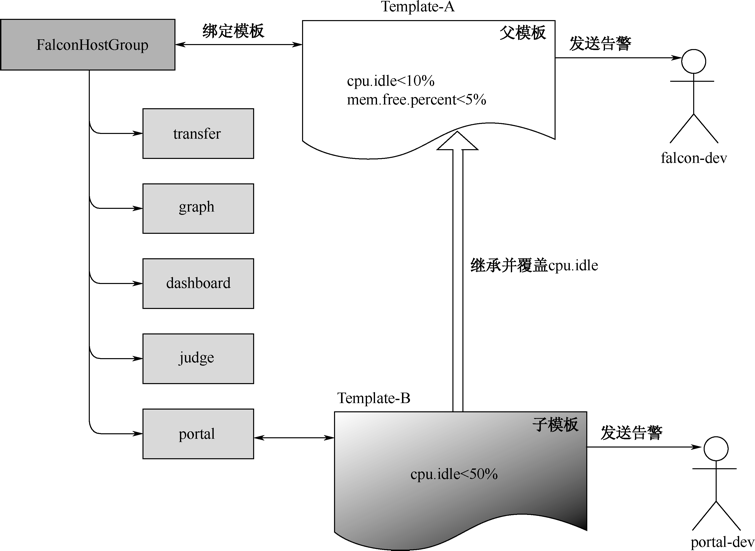 Template-A
FalconHostGroup
绑定模板
父模板
发送告警
cpu.idle<10%
mem.free.percent<5%
transfer
falcon-dev
graph
继承并覆盖cpu.idle
dashboard
judge
Template-B
portal
子模板
发送告警
cpu.idle<50%
portal-dev